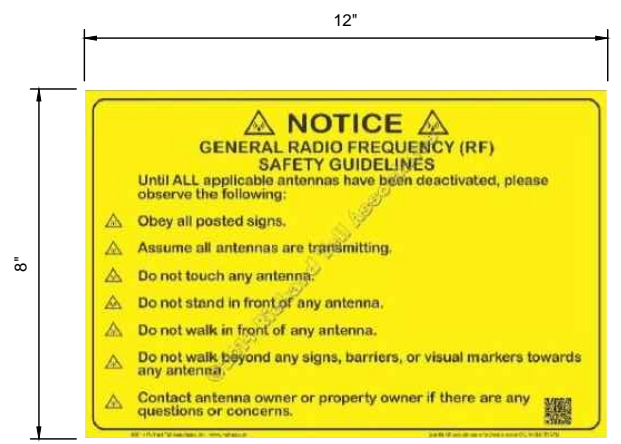 12"
8"
NOTICE
GENERAL RADIO FREQUENCY (RF)
SAFETY GUIDELINES
Until ALL applicable antennas have been deactivated, please
observe the following:
Obey all posted signs.
Assume all antennas are transmitting.
Do not touch any antenna.
Do not stand in front of any antenna.
Do not walk in front of any antenna.
Do not walk beyond any signs, barriers, or visual markers towards
any antenna.
Contact antenna owner or property owner if there are any
questions or concerns.